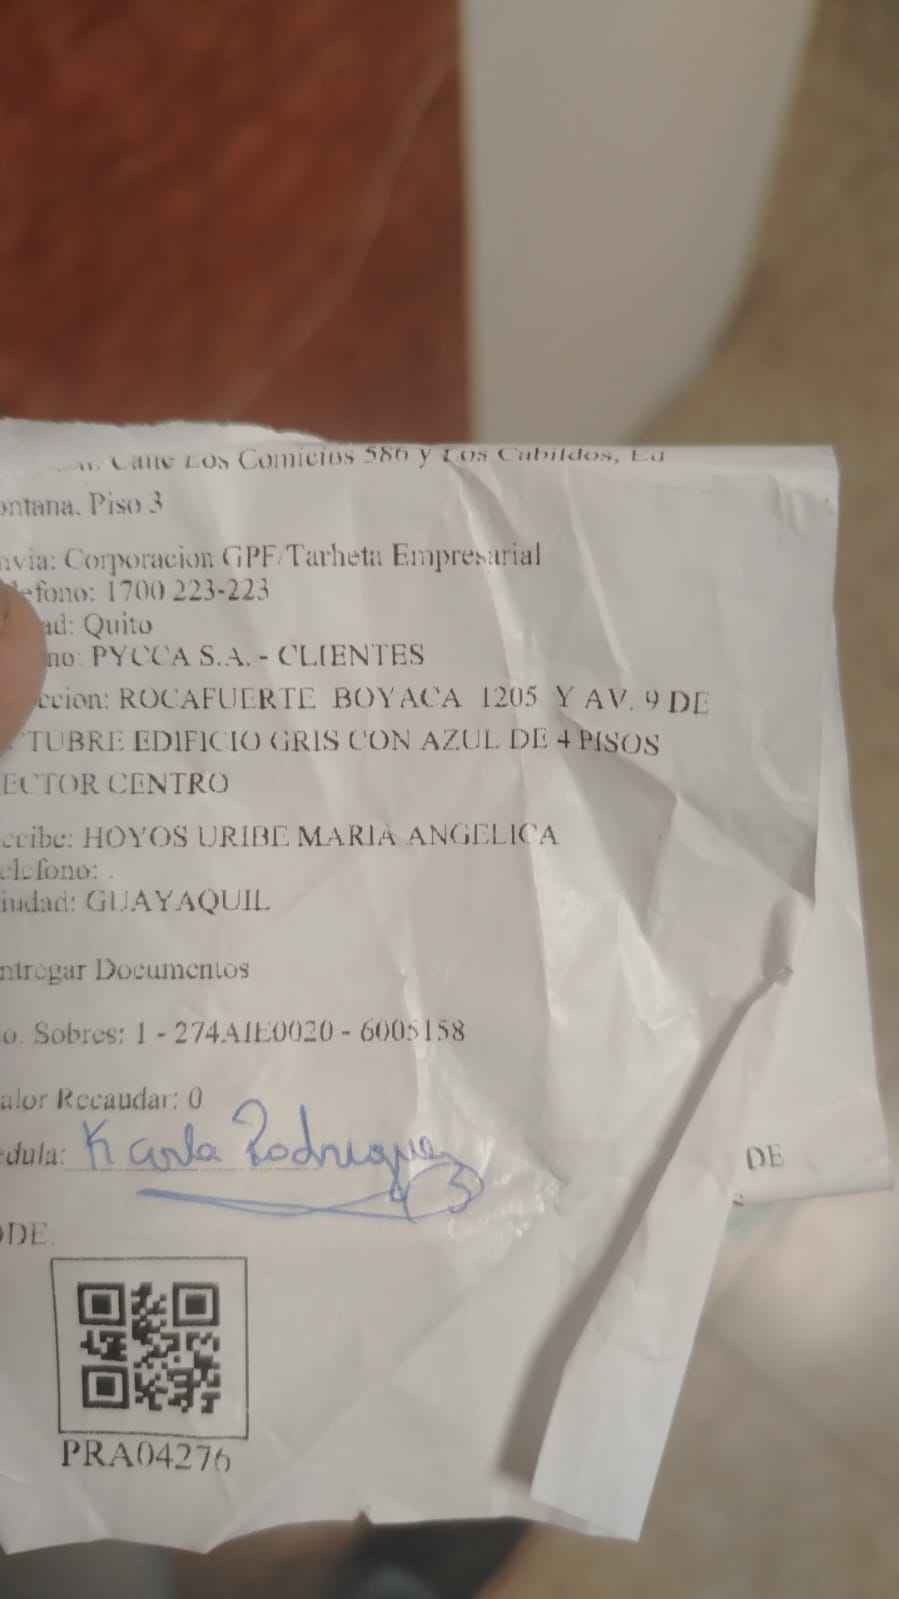 Calle Los Comicios 586 y Los Cabildos, Ed
ontana. Piso 3
nvia: Corporacion GPF/Tarheta Empresarial
efono: 1700 223-223
ad: Quito
no: PYCCA S.A. - CLIENTES
ccion: ROCAFUERTE BOYACA 1205 Y AV. 9 DE
TUBRE EDIFICIO GRIS CON AZUL DE 4 PISOS
ECTOR CENTRO
ecibe: HOYOS URIBE MARIA ANGELICA
elefono: .
iudad: GUAYAQUIL
ntregar Documentos
o. Sobres: 1 - 274AIE0020 - 6005158
alor Recaudar: 0
edula: Karla Rodriguez
DE
ODE.
PRA04276